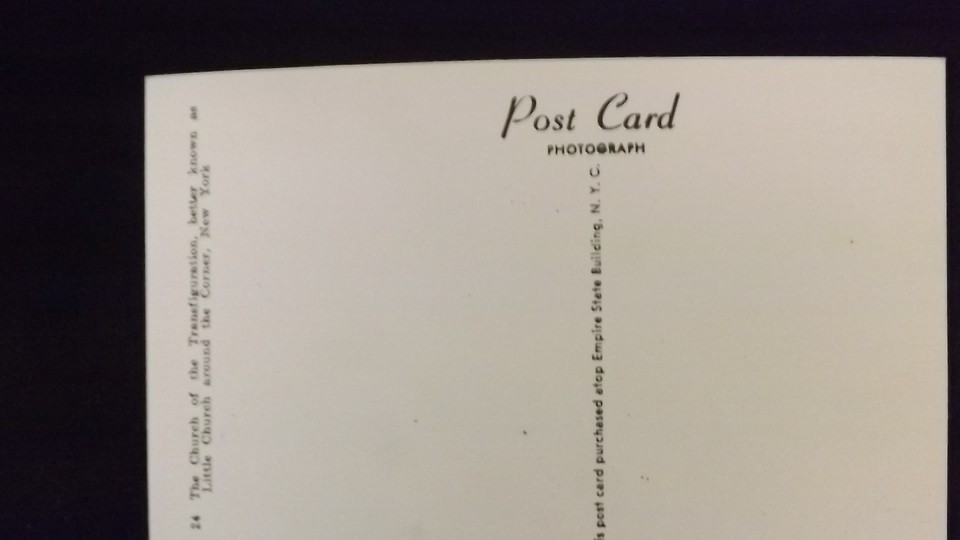 Post Card
PHOTOGRAPH
24 The Church of the Transfiguration, better known as
Little Church around the Corner, New York
is post card purchased atop Empire State Building, N. Y. C.